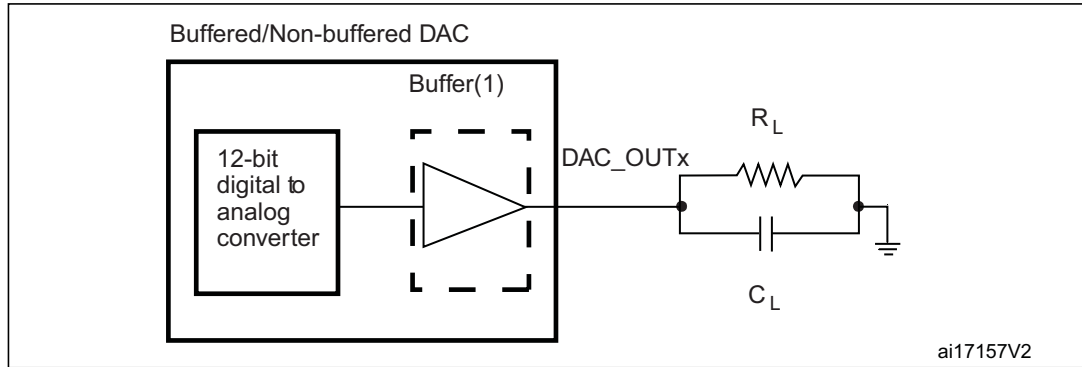 Buffered/Non-buffered DAC
Buffer(1)
12-bit
digital to
analog
converter
DAC_OUTx
R L
C L
ai17157V2